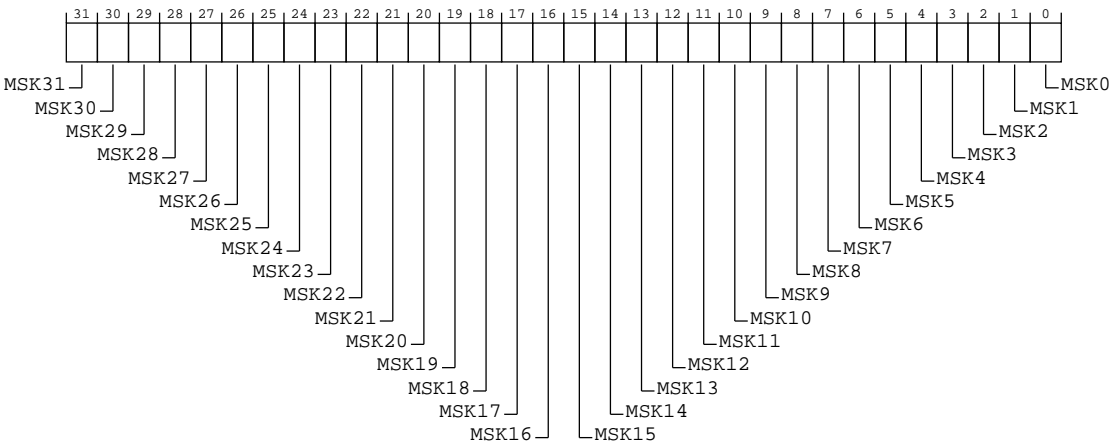 31 30 29 28 27 26 25 24 23 22 21 20 19 18 17 16 15 14 13 12 11 10 9 8 7 6 5 4 3 2 1 0
MSK31 MSK0
MSK30 MSK1
MSK29 MSK2
MSK28 MSK3
MSK27 MSK4
MSK26 MSK5
MSK25 MSK6
MSK24 MSK7
MSK23 MSK8
MSK22 MSK9
MSK21 MSK10
MSK20 MSK11
MSK19 MSK12
MSK18 MSK13
MSK17 MSK14
MSK16 MSK15